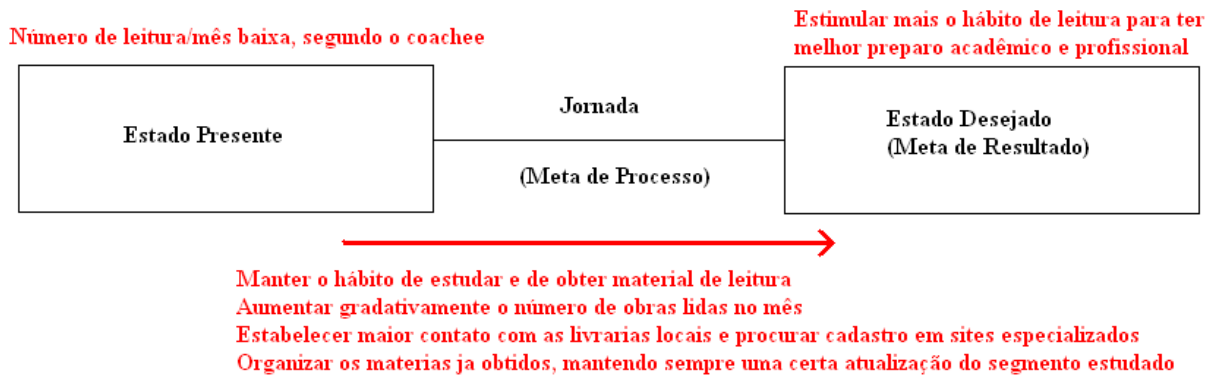 Número de leitura/mês baixa, segundo o coachee
Estimular mais o hábito de leitura para ter
melhor preparo acadêmico e profissional
Estado Presente
Jornada
(Meta de Processo)
Estado Desejado
(Meta de Resultado)
Manter o hábito de estudar e de obter material de leitura
Aumentar gradativamente o número de obras lidas no mês
Estabelecer maior contato com as livrarias locais e procurar cadastro em sites especializados
Organizar os materias ja obtidos, mantendo sempre uma certa atualização do segmento estudado